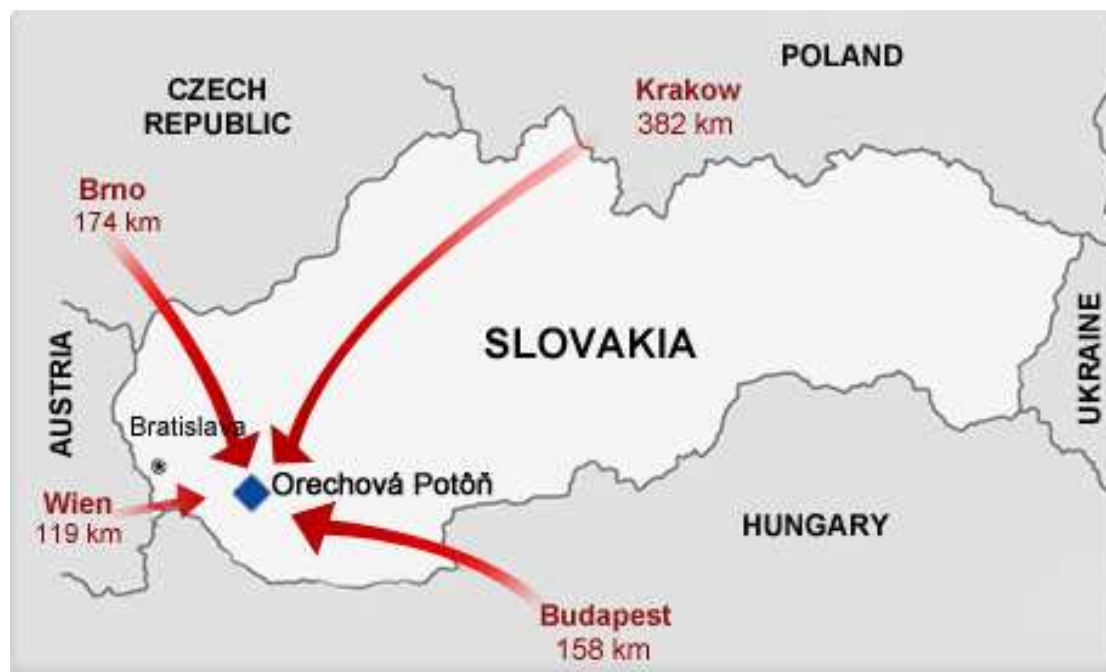 POLAND
CZECH
REPUBLIC
Krakow
382 km
Brno
174 km
SLOVAKIA
UKRAINE
AUSTRIA
Bratislava
Orechová Potôň
Wien
119 km
HUNGARY
Budapest
158 km